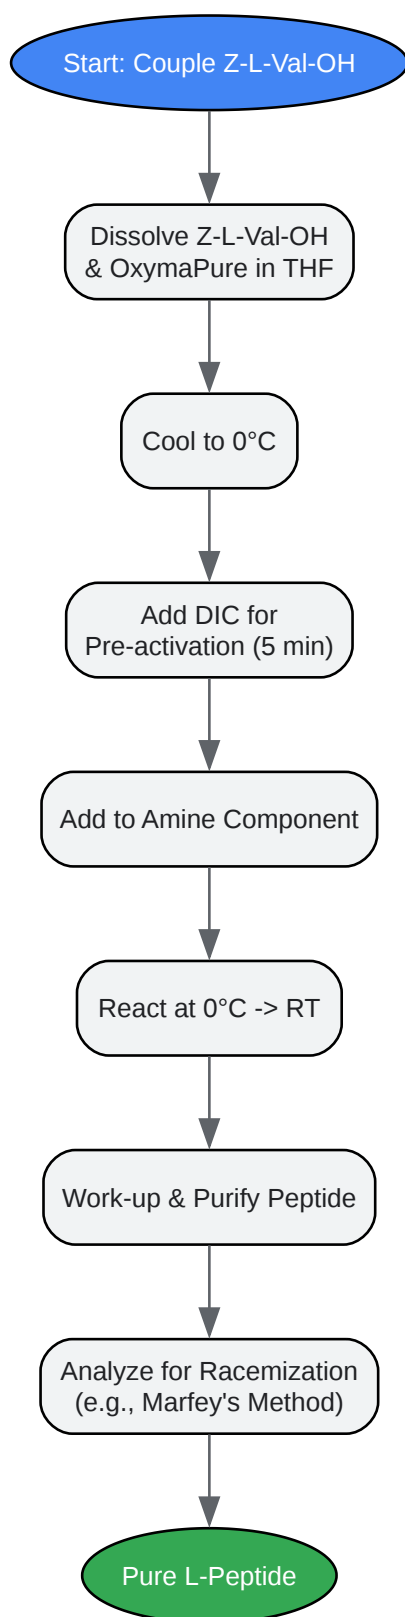 Start: Couple Z-L-Val-OH
Dissolve Z-L-Val-OH
& OxymaPure in THF
Cool to 0°C
Add DIC for
Pre-activation (5 min)
Add to Amine Component
React at 0°C -> RT
Work-up & Purify Peptide
Analyze for Racemization
(e.g., Marfey's Method)
Pure L-Peptide